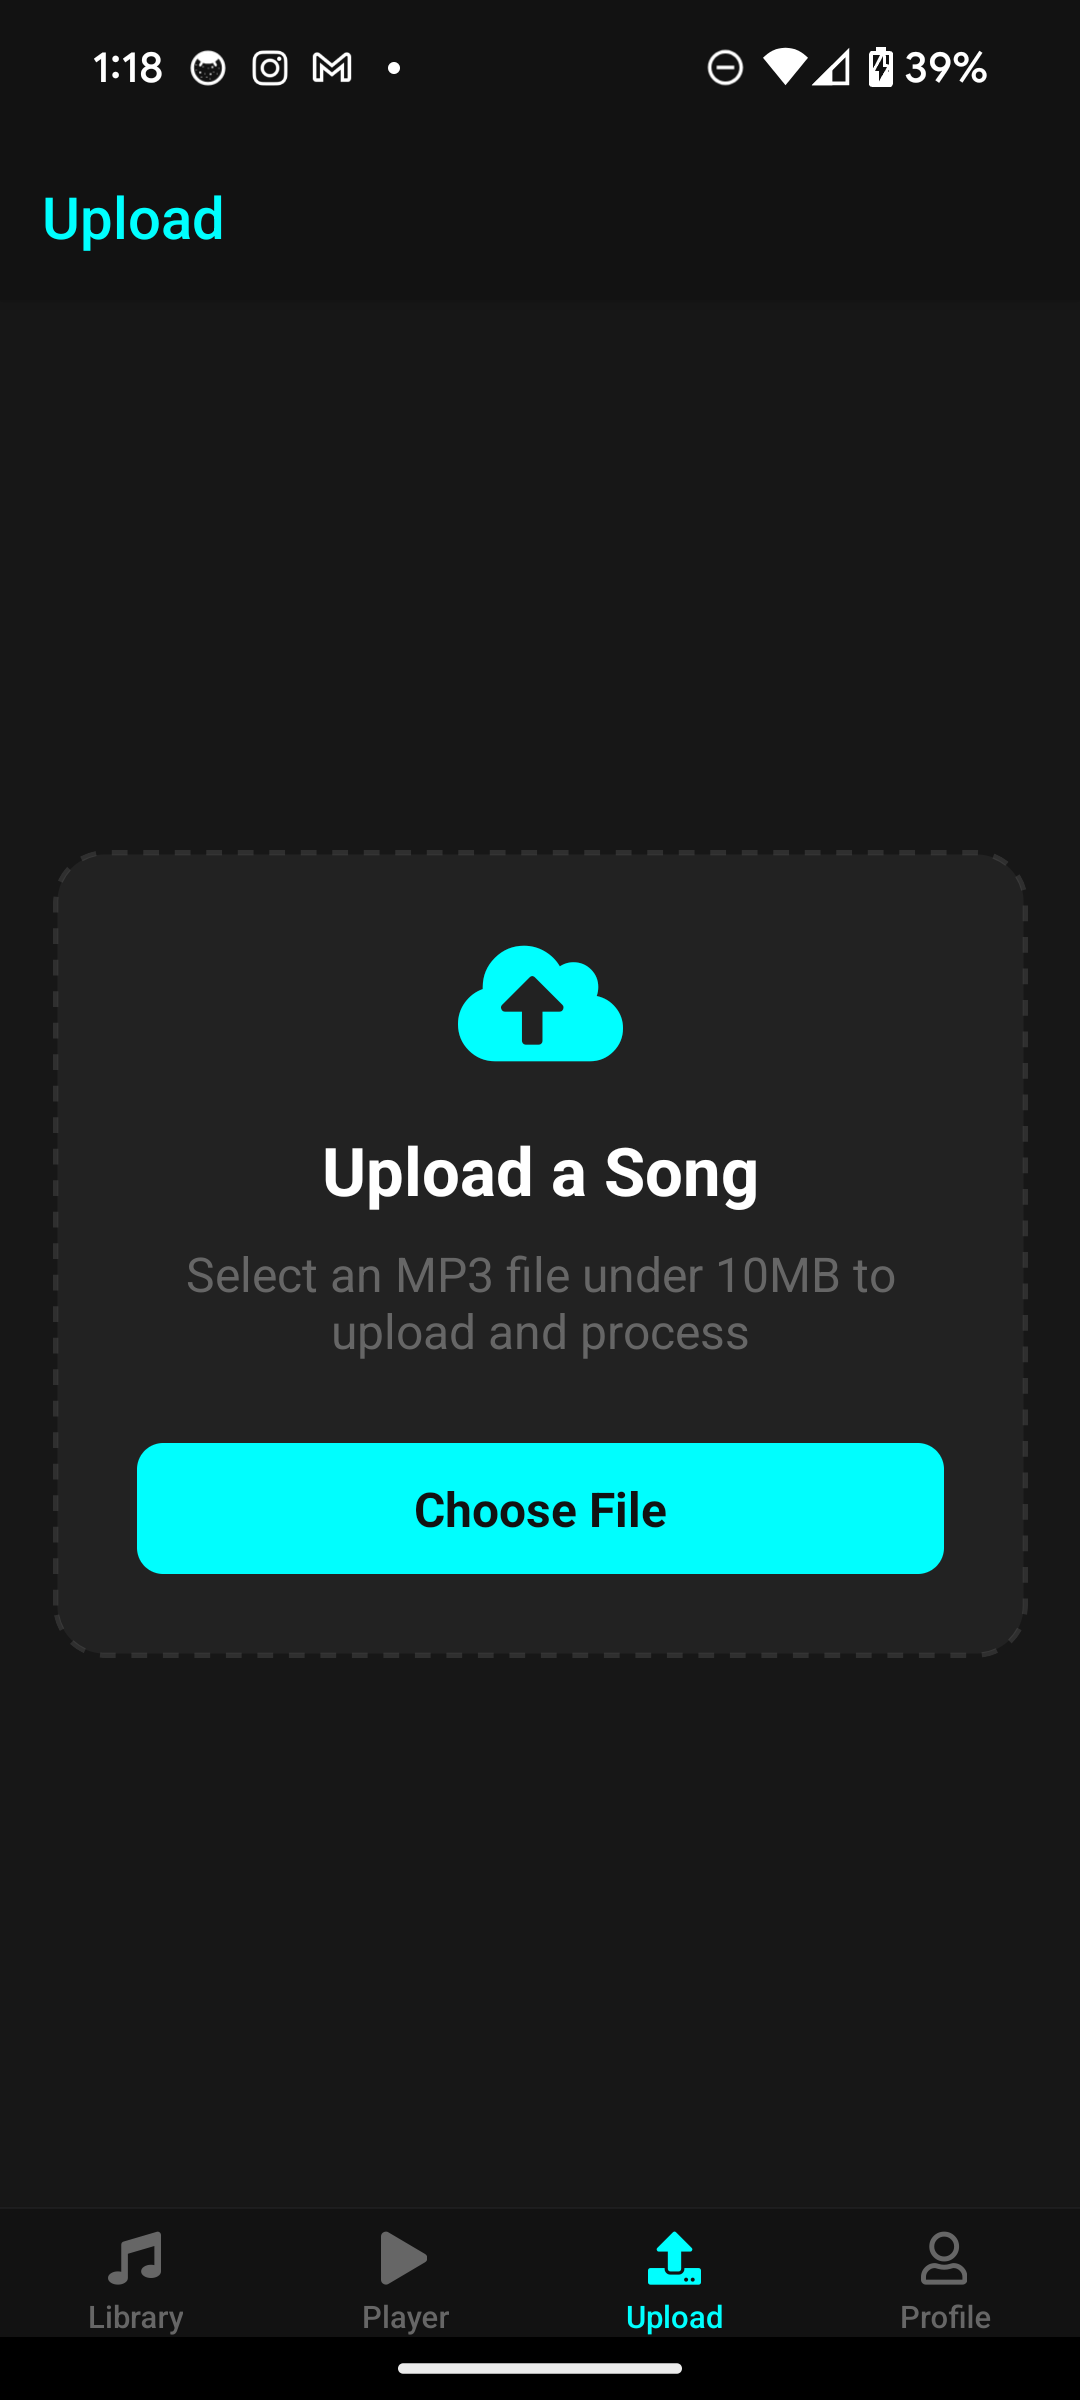 1:18
39%
Upload
Upload a Song
Select an MP3 file under 10MB to
upload and process
Choose File
Library
Player
Upload
Profile